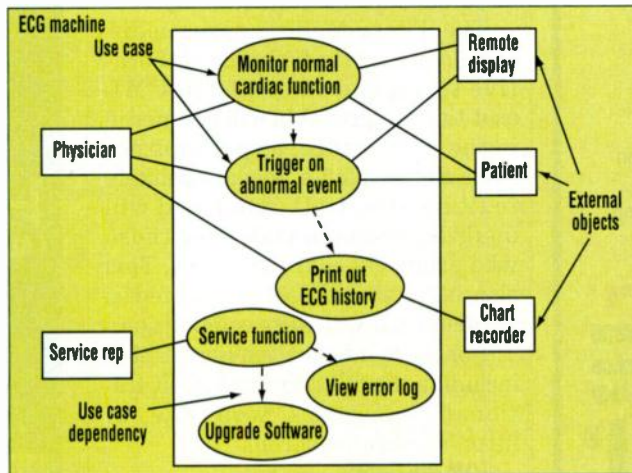 ECG machine
Use case
Monitor normal
cardiac function
Remote
display
Physician
Trigger on
abnormal event
Patient
External
objects
Print out
ECG history
Chart
recorder
Service rep
Service function
View error log
Use case
dependency
Upgrade Software